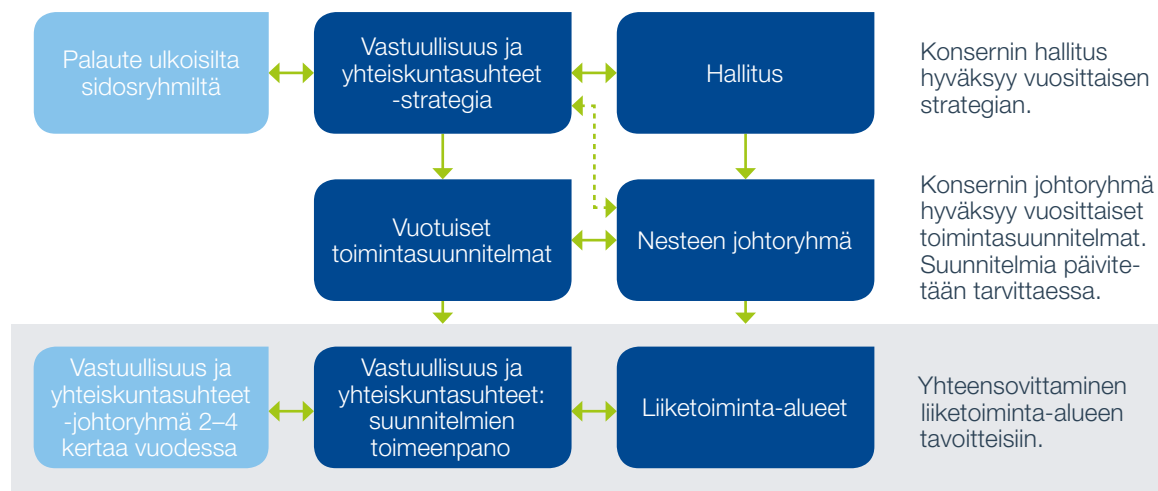 Palaute ulkoisilta
sidosryhmiltä
Vastuullisuus ja
yhteiskuntasuhteet
-strategia
Hallitus
Konsernin hallitus
hyväksyy vuosittaisen
strategian.
Vuotuiset
toimintasuunnitelmat
Nesteen johtoryhmä
Konsernin johtoryhmä
hyväksyy vuosittaiset
toimintasuunnitelmat.
Suunnitelmia päivite-
tään tarvittaessa.
Vastuullisuus ja
yhteiskuntasuhteet
-johtoryhmä 2–4
kertaa vuodessa
Vastuullisuus ja
yhteiskuntasuhteet:
suunnitelmien
toimeenpano
Liiketoiminta-alueet
Yhteensovittaminen
liiketoiminta-alueen
tavoitteisiin.